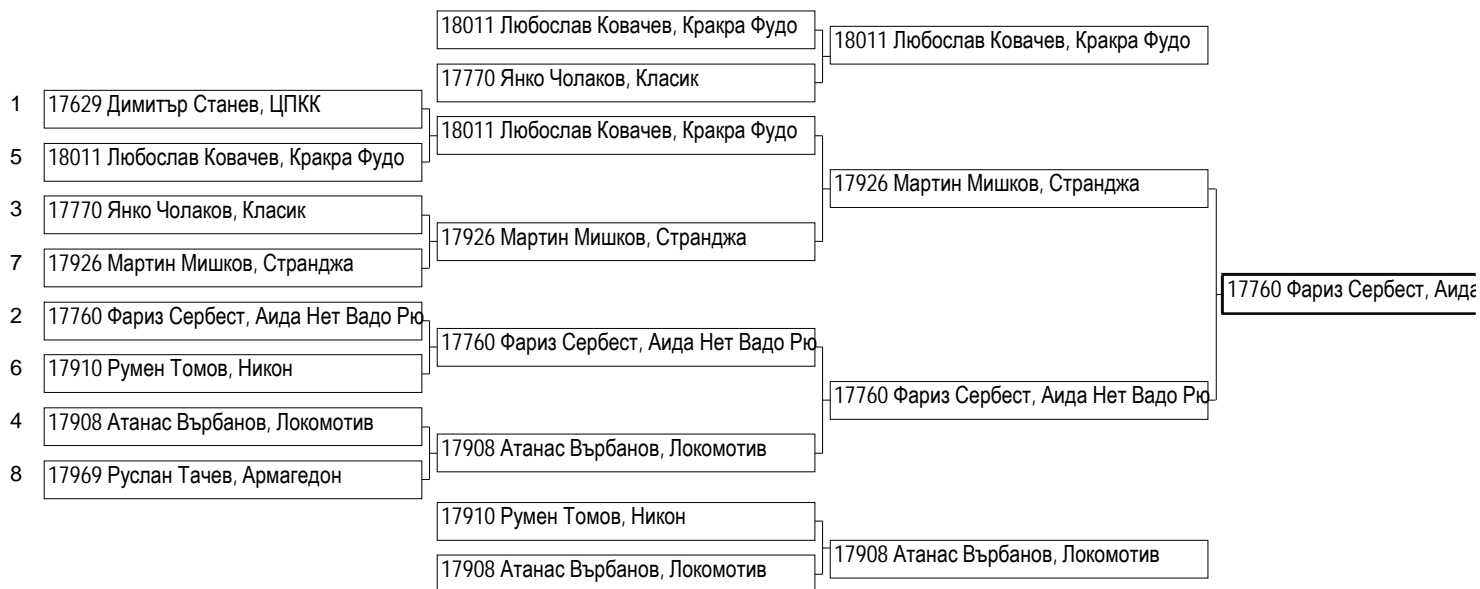 18011 Любослав Ковачев, Кракра Фудо
18011 Любослав Ковачев, Кракра Фудо
17770 Янко Чолаков, Класик
1 17629 Димитър Станев, ЦПКК
18011 Любослав Ковачев, Кракра Фудо
5 18011 Любослав Ковачев, Кракра Фудо
17926 Мартин Мишков, Странджа
3 17770 Янко Чолаков, Класик
17926 Мартин Мишков, Странджа
7 17926 Мартин Мишков, Странджа
17760 Фариз Сербест, Аида
2 17760 Фариз Сербест, Аида Нет Вадо Рю
17760 Фариз Сербест, Аида Нет Вадо Рю
6 17910 Румен Томов, Никон
17760 Фариз Сербест, Аида Нет Вадо Рю
4 17908 Атанас Върбанов, Локомотив
17908 Атанас Върбанов, Локомотив
8 17969 Руслан Тачев, Армагедон
17910 Румен Томов, Никон
17908 Атанас Върбанов, Локомотив
17908 Атанас Върбанов, Локомотив